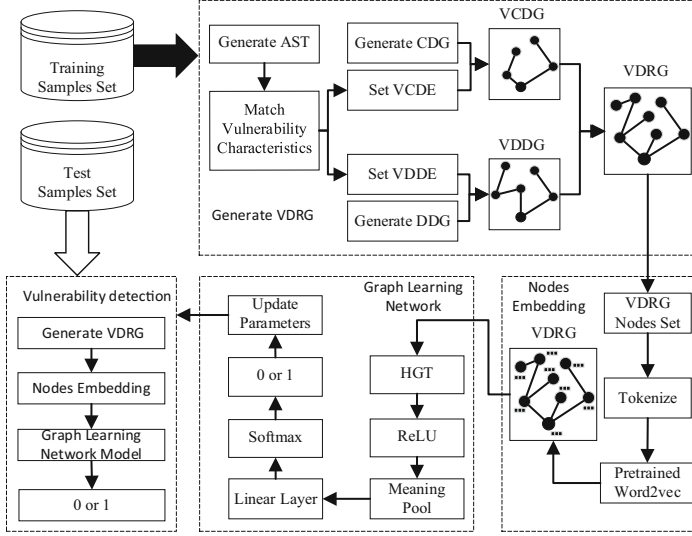 Training
Samples Set
Test
Samples Set
Generate AST
Match
Vulnerability
Characteristics
Generate VDRG
Generate CDG
Set VCDE
Set VDDE
Generate DDG
VCDG
VDDG
VDRG
Vulnerability detection
Generate VDRG
Nodes Embedding
Graph Learning
Network Model
0 or 1
Graph Learning
Network
Update
Parameters
0 or 1
Softmax
Linear Layer
HGT
ReLU
Meaning
Pool
Nodes
Embedding
VDRG
VDRG
Nodes Set
Tokenize
Pretrained
Word2vec